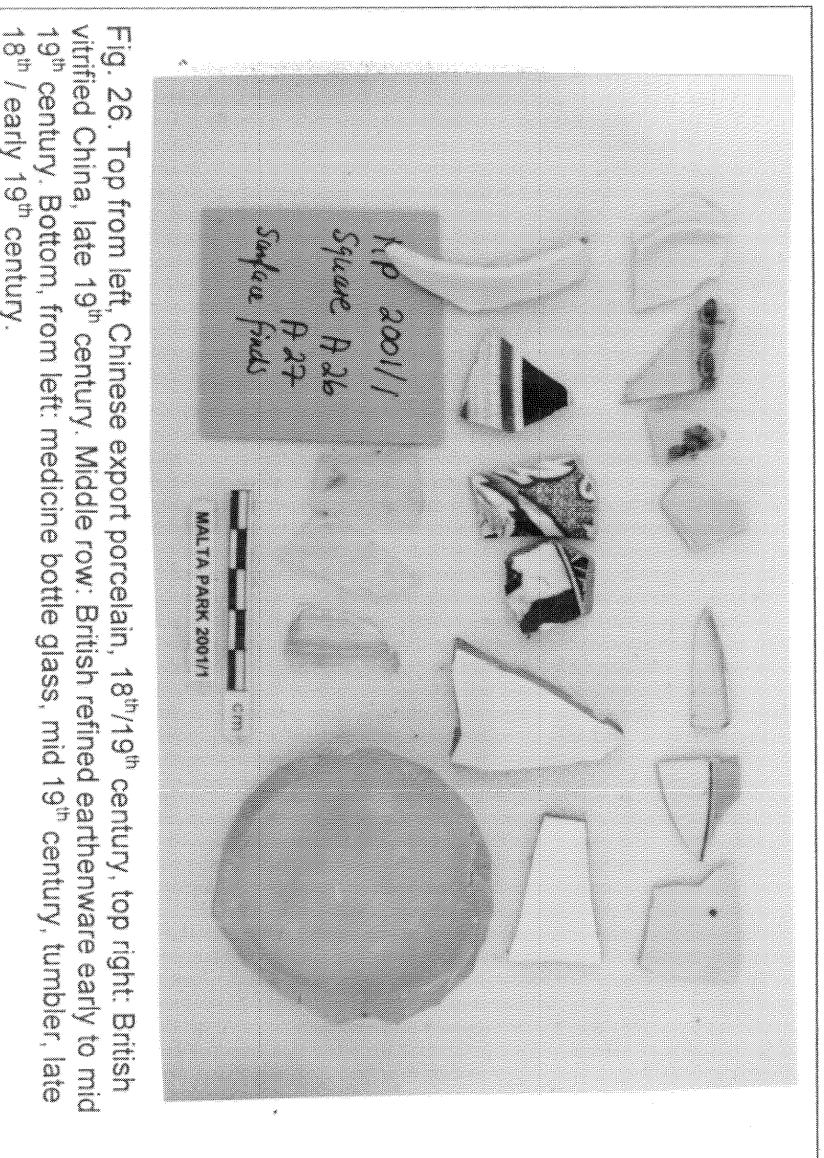 MP 2001/1
Square A26
A27
Surface finds
MALTA PARK 2001/1
cm
Fig. 26. Top from left, Chinese export porcelain, 18th/19th century, top right: British
vitrified China, late 19th century. Middle row: British refined earthenware early to mid
19th century. Bottom, from left: medicine bottle glass, mid 19th century, tumbler, late
18th / early 19th century.